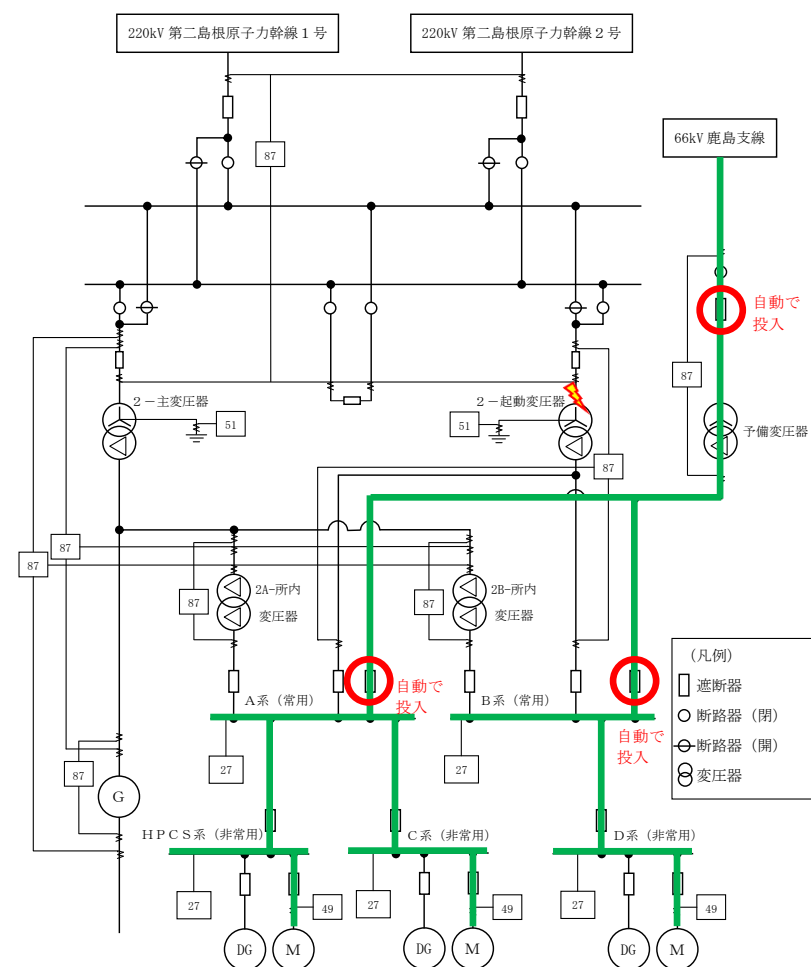 220kV 第二島根原子力幹線1号
220kV 第二島根原子力幹線2号
66kV 鹿島支線
87
自動で
投入
87
2-主変圧器
51
2-起動変圧器
51
予備変圧器
87
87
87
87
2A-所内
変圧器
87
2B-所内
変圧器
自動で
投入
自動で
投入
A系(常用)
B系(常用)
27
27
87
G
(凡例)
遮断器
断路器(閉)
断路器(開)
変圧器
HPCS系(非常用)
C系(非常用)
D系(非常用)
27
49
27
49
27
49
DG
M
DG
M
DG
M